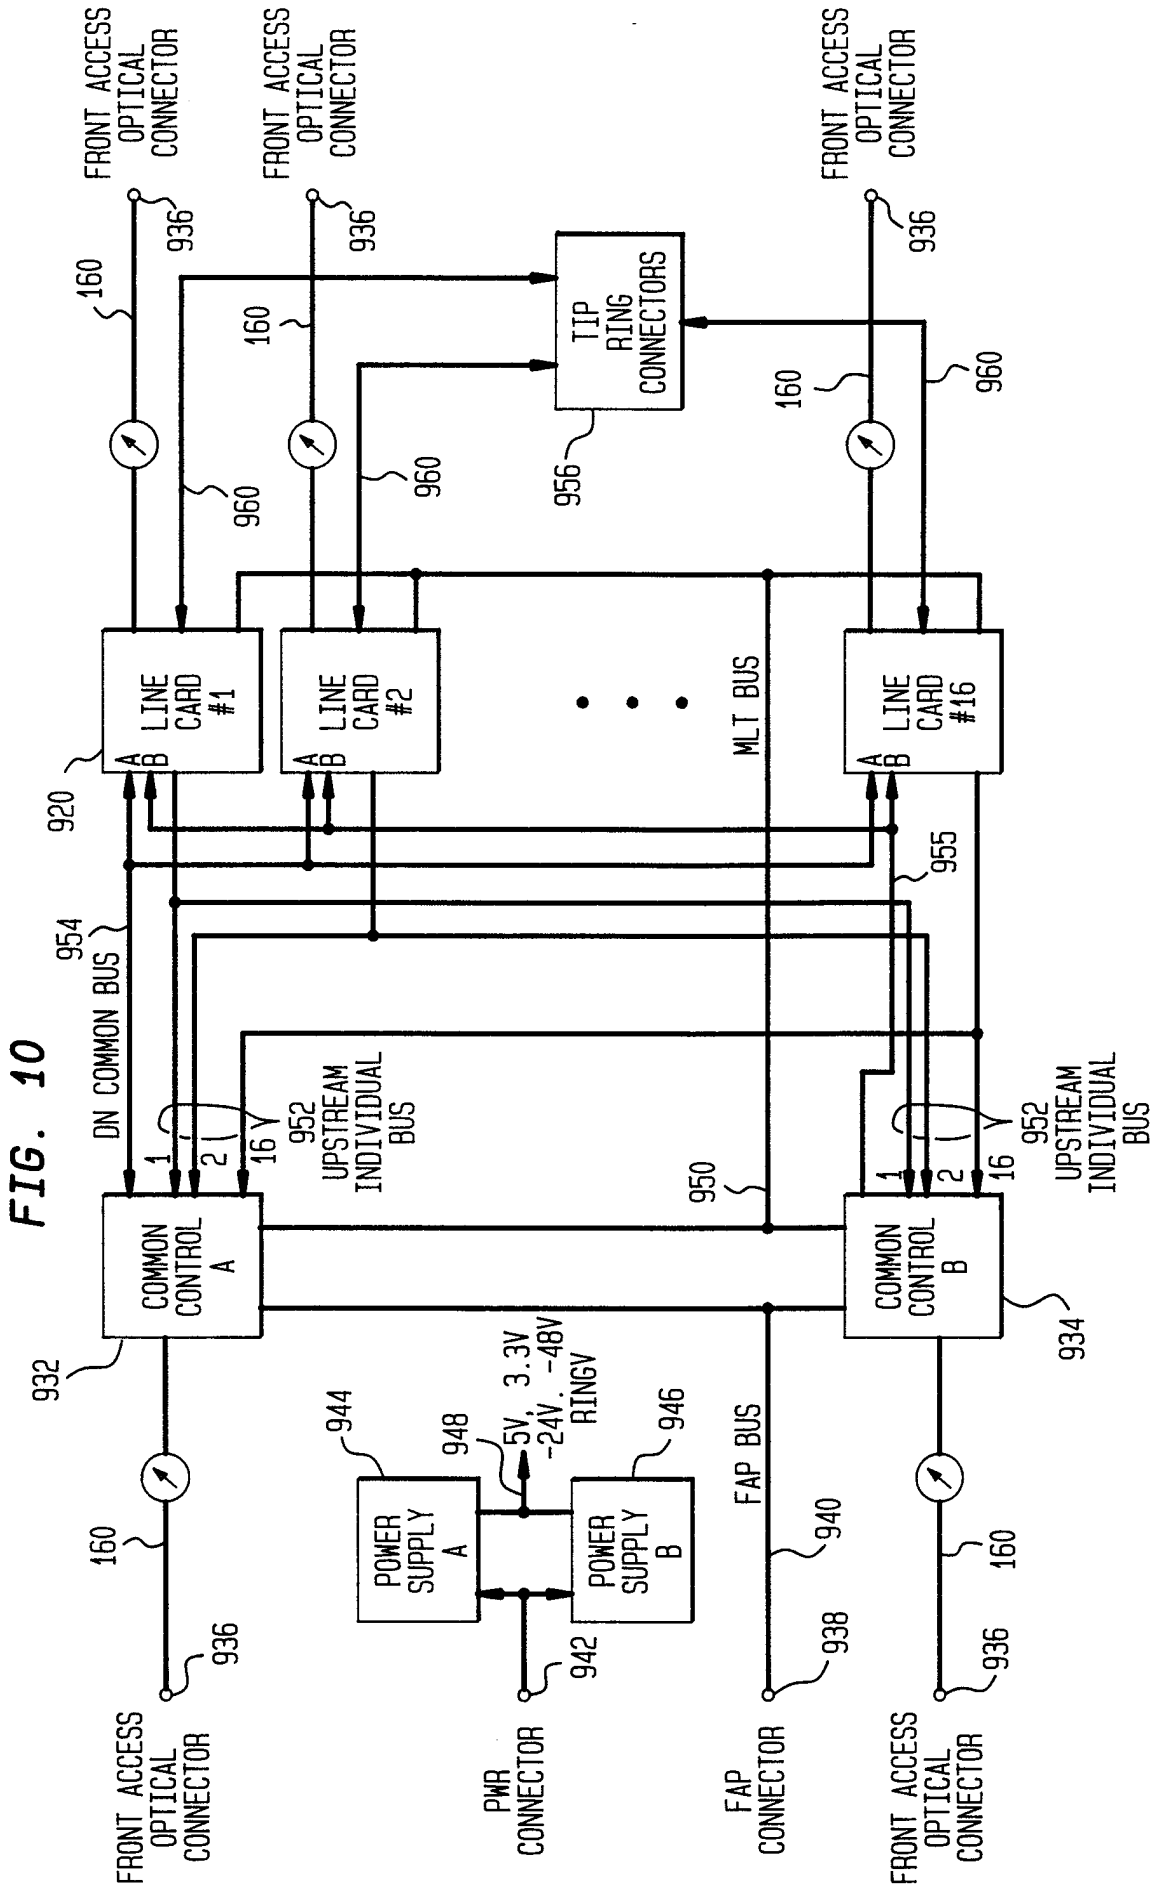 FIG. 10
FRONT ACCESS
OPTICAL
CONNECTOR
936
160
932
COMMON
CONTROL
A
DN COMMON BUS
954
1
2
16
952
UPSTREAM
INDIVIDUAL
BUS
920
A
B
LINE
CARD
#1
160
960
936
FRONT ACCESS
OPTICAL
CONNECTOR
A
B
LINE
CARD
#2
160
960
936
FRONT ACCESS
OPTICAL
CONNECTOR
PWR
CONNECTOR
942
944
POWER
SUPPLY
A
948
5V, 3.3V
-24V. -48V
RINGV
POWER
SUPPLY
B
946
956
TIP
RING
CONNECTORS
FAP
CONNECTOR
938
940
FAP BUS
950
MLT BUS
FRONT ACCESS
OPTICAL
CONNECTOR
936
160
934
COMMON
CONTROL
B
1
2
16
952
UPSTREAM
INDIVIDUAL
BUS
955
A
B
LINE
CARD
#16
160
960
936
FRONT ACCESS
OPTICAL
CONNECTOR